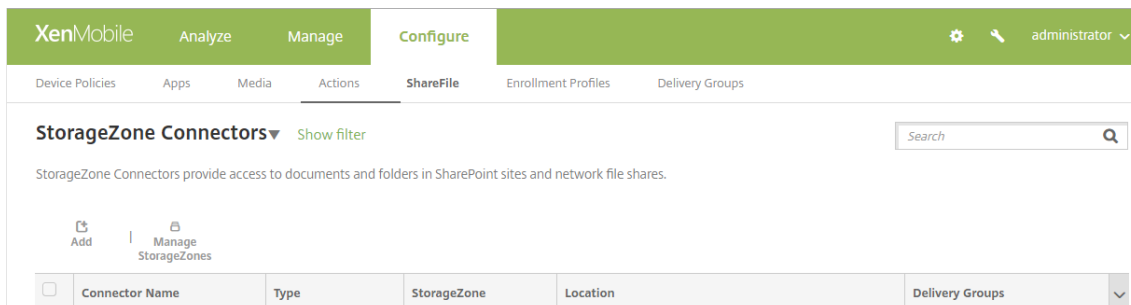 XenMobile Analyze Manage Configure administrator
Device Policies Apps Media Actions ShareFile Enrollment Profiles Delivery Groups
StorageZone Connectors Show filter Search
StorageZone Connectors provide access to documents and folders in SharePoint sites and network file shares.
Add | Manage
StorageZones
Connector Name Type StorageZone Location Delivery Groups